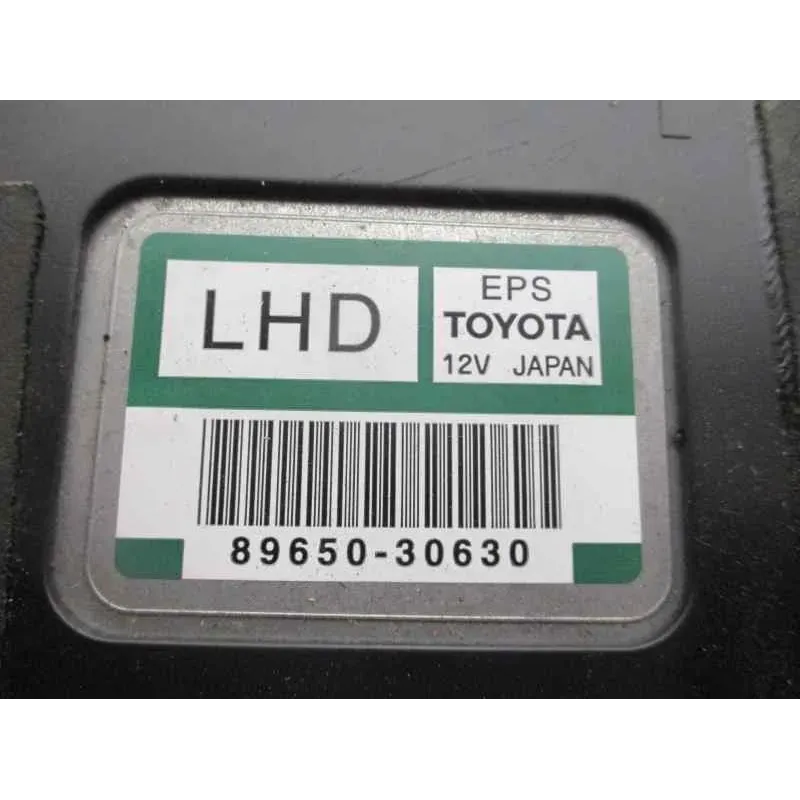 LHD
EPS
TOYOTA
12V JAPAN
89650-30630